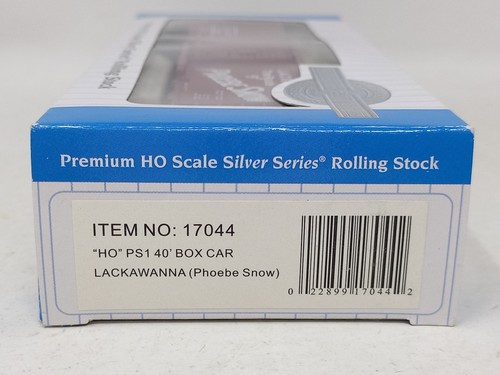 Premium HO Scale Silver Series® Rolling Stock
ITEM NO: 17044
"HO" PS1 40' BOX CAR
LACKAWANNA (Phoebe Snow)
0 22899 17044 2